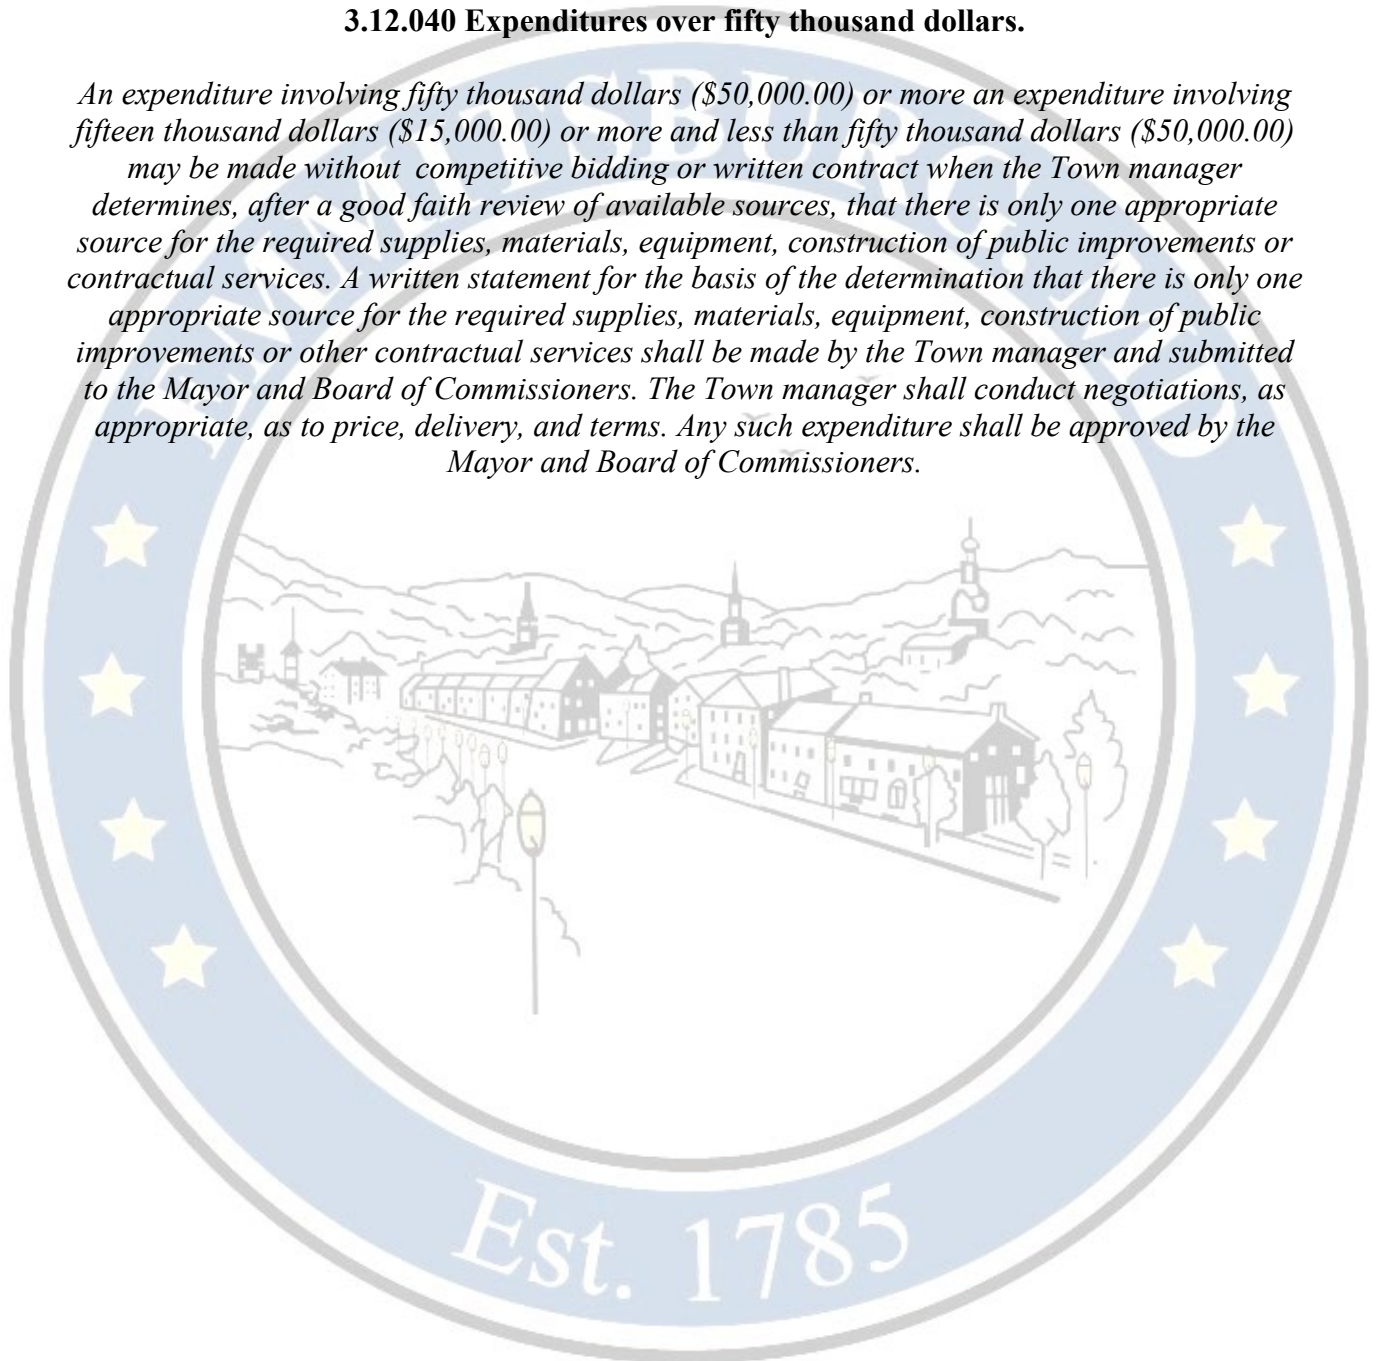 3.12.040 Expenditures over fifty thousand dollars.
An expenditure involving fifty thousand dollars ($50,000.00) or more an expenditure involving
fifteen thousand dollars ($15,000.00) or more and less than fifty thousand dollars ($50,000.00)
may be made without  competitive bidding or written contract when the Town manager
determines, after a good faith review of available sources, that there is only one appropriate
source for the required supplies, materials, equipment, construction of public improvements or
contractual services. A written statement for the basis of the determination that there is only one
appropriate source for the required supplies, materials, equipment, construction of public
improvements or other contractual services shall be made by the Town manager and submitted
to the Mayor and Board of Commissioners. The Town manager shall conduct negotiations, as
appropriate, as to price, delivery, and terms. Any such expenditure shall be approved by the
Mayor and Board of Commissioners.
EMMITSBURG, MD
Est. 1785